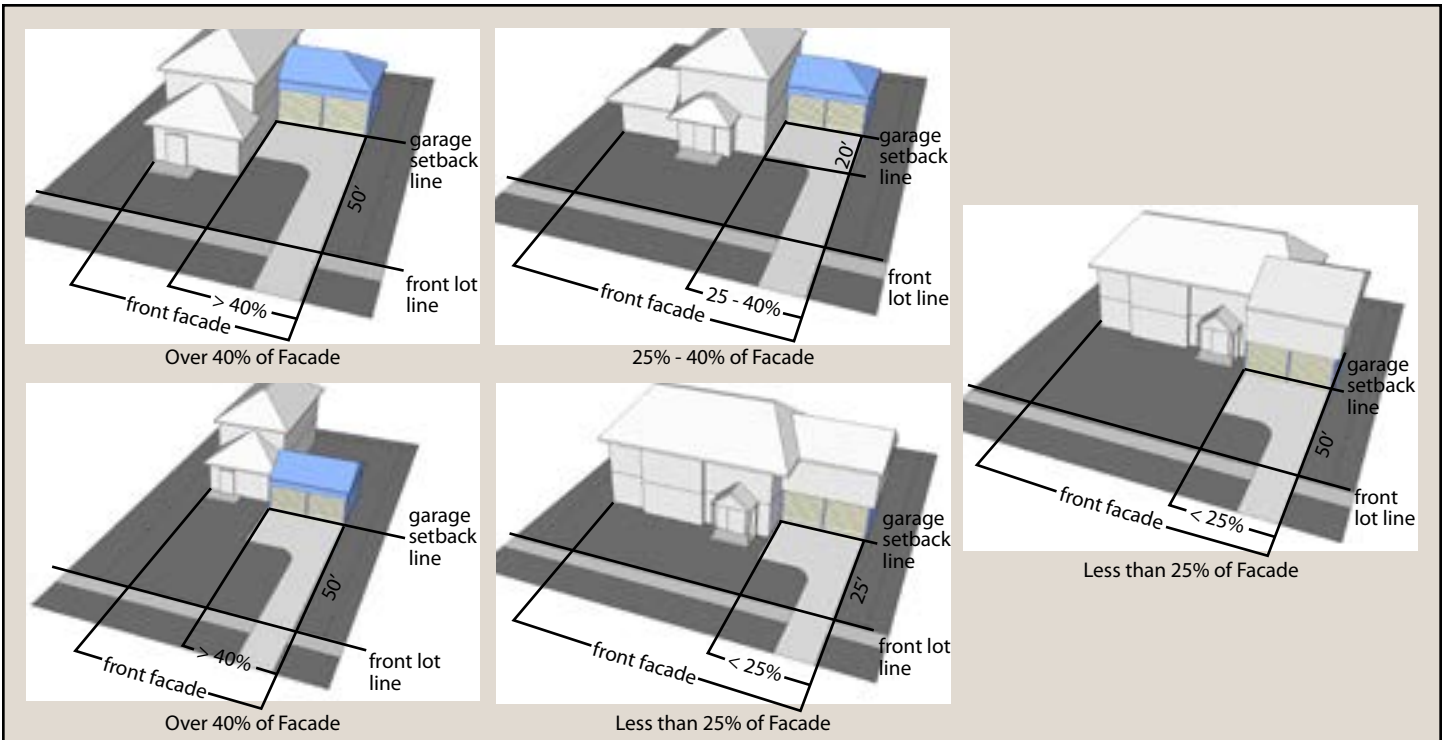 garage
setback
line
50'
front lot
line
> 40%
front facade
Over 40% of Facade
garage
setback
line
20'
front
lot line
25 - 40%
front facade
25% - 40% of Facade
garage
setback
line
50'
front lot
line
> 40%
front facade
Over 40% of Facade
garage
setback
line
25'
front lot
line
< 25%
front facade
Less than 25% of Facade
garage
setback
line
50'
front
lot line
< 25%
front facade
Less than 25% of Facade